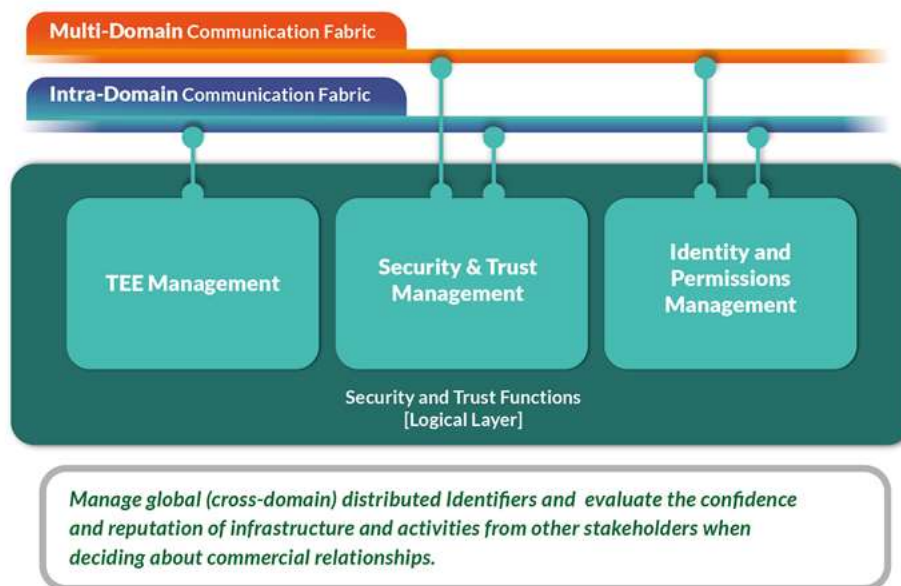 Multi-Domain Communication Fabric
Intra-Domain Communication Fabric
TEE Management
Security & Trust
Management
Identity and
Permissions
Management
Security and Trust Functions
[Logical Layer]
Manage global (cross-domain) distributed Identifiers and evaluate the confidence
and reputation of infrastructure and activities from other stakeholders when
deciding about commercial relationships.